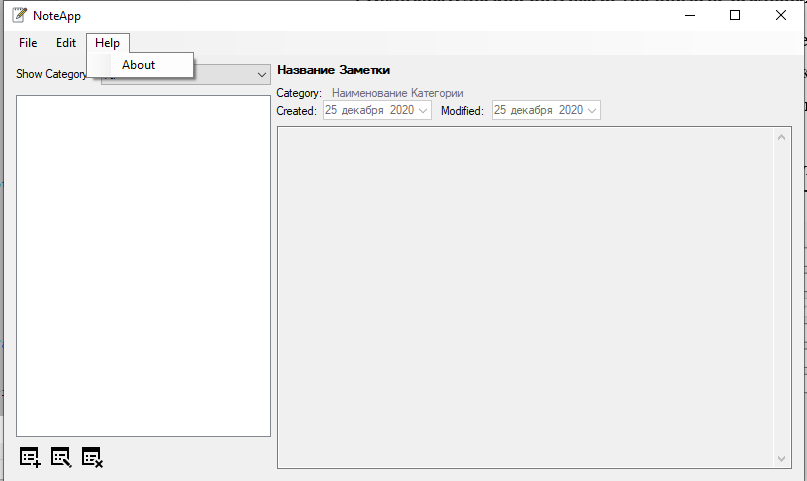 NoteApp
File Edit Help
About
Show Category
Название Заметки
Category: Наименование Категории
Created: 25 декабря 2020 Modified: 25 декабря 2020